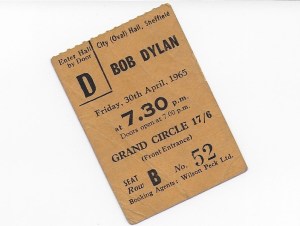 Enter Hall
by Door
D
City (Oval) Hall, Sheffield
BOB DYLAN
Friday, 30th April, 1965
at 7.30 p.m.
Doors open at 7.00 p.m.
GRAND CIRCLE 17/6
(Front Entrance)
SEAT
Row B No. 52
Booking Agents: Wilson Peck Ltd.